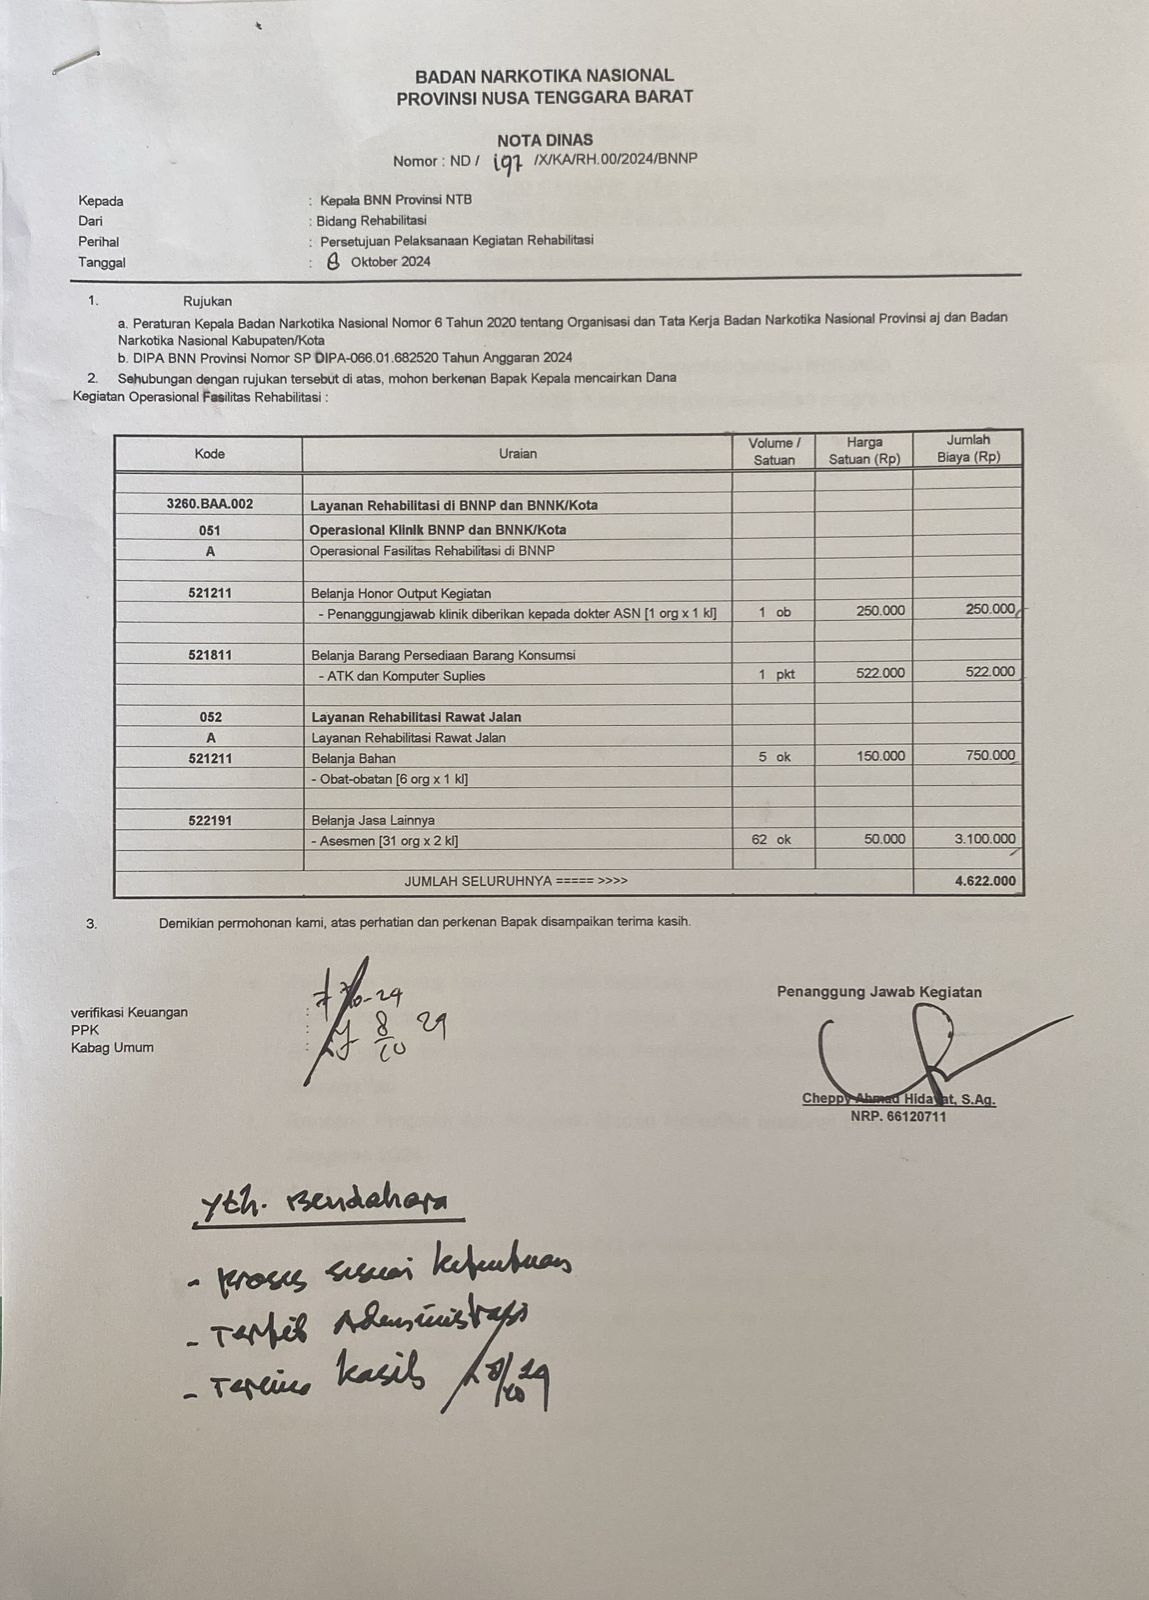 BADAN NARKOTIKA NASIONAL
PROVINSI NUSA TENGGARA BARAT
NOTA DINAS
Nomor : ND / 197 /X/KA/RH.00/2024/BNNP
Kepada : Kepala BNN Provinsi NTB
Dari : Bidang Rehabilitasi
Perihal : Persetujuan Pelaksanaan Kegiatan Rehabilitasi
Tanggal : 8 Oktober 2024
1. Rujukan
a. Peraturan Kepala Badan Narkotika Nasional Nomor 6 Tahun 2020 tentang Organisasi dan Tata Kerja Badan Narkotika Nasional Provinsi aj dan Badan
Narkotika Nasional Kabupaten/Kota
b. DIPA BNN Provinsi Nomor SP DIPA-066.01.682520 Tahun Anggaran 2024
2. Sehubungan dengan rujukan tersebut di atas, mohon berkenan Bapak Kepala mencairkan Dana
Kegiatan Operasional Fasilitas Rehabilitasi :
Kode Uraian Volume / Satuan Harga Satuan (Rp) Jumlah Biaya (Rp)
3260.BAA.002 Layanan Rehabilitasi di BNNP dan BNNK/Kota
051 Operasional Klinik BNNP dan BNNK/Kota
A Operasional Fasilitas Rehabilitasi di BNNP
521211 Belanja Honor Output Kegiatan
- Penanggungjawab klinik diberikan kepada dokter ASN [1 org x 1 kl] 1 ob 250.000 250.000
521811 Belanja Barang Persediaan Barang Konsumsi
- ATK dan Komputer Suplies 1 pkt 522.000 522.000
052 Layanan Rehabilitasi Rawat Jalan
A Layanan Rehabilitasi Rawat Jalan
521211 Belanja Bahan 5 ok 150.000 750.000
- Obat-obatan [6 org x 1 kl]
522191 Belanja Jasa Lainnya
- Asesmen [31 org x 2 kl] 62 ok 50.000 3.100.000
JUMLAH SELURUHNYA ===== >>>> 4.622.000
3. Demikian permohonan kami, atas perhatian dan perkenan Bapak disampaikan terima kasih.
verifikasi Keuangan :
PPK : 8/10 24
Kabag Umum :
Penanggung Jawab Kegiatan
Cheppy Ahmad Hidayat, S.Ag.
NRP. 66120711
Yth. Bendahara
- Proses sesuai ketentuan
- Tertib Administrasi
- Terima kasih 8/10 24